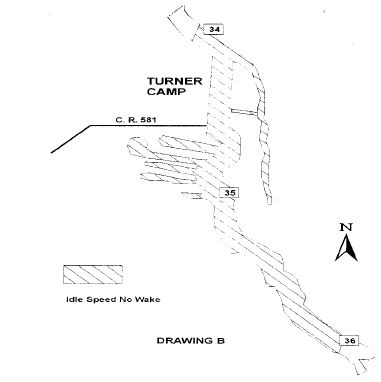 34
TURNER
CAMP
C. R. 581
35
N
Idle Speed No Wake
DRAWING B
36